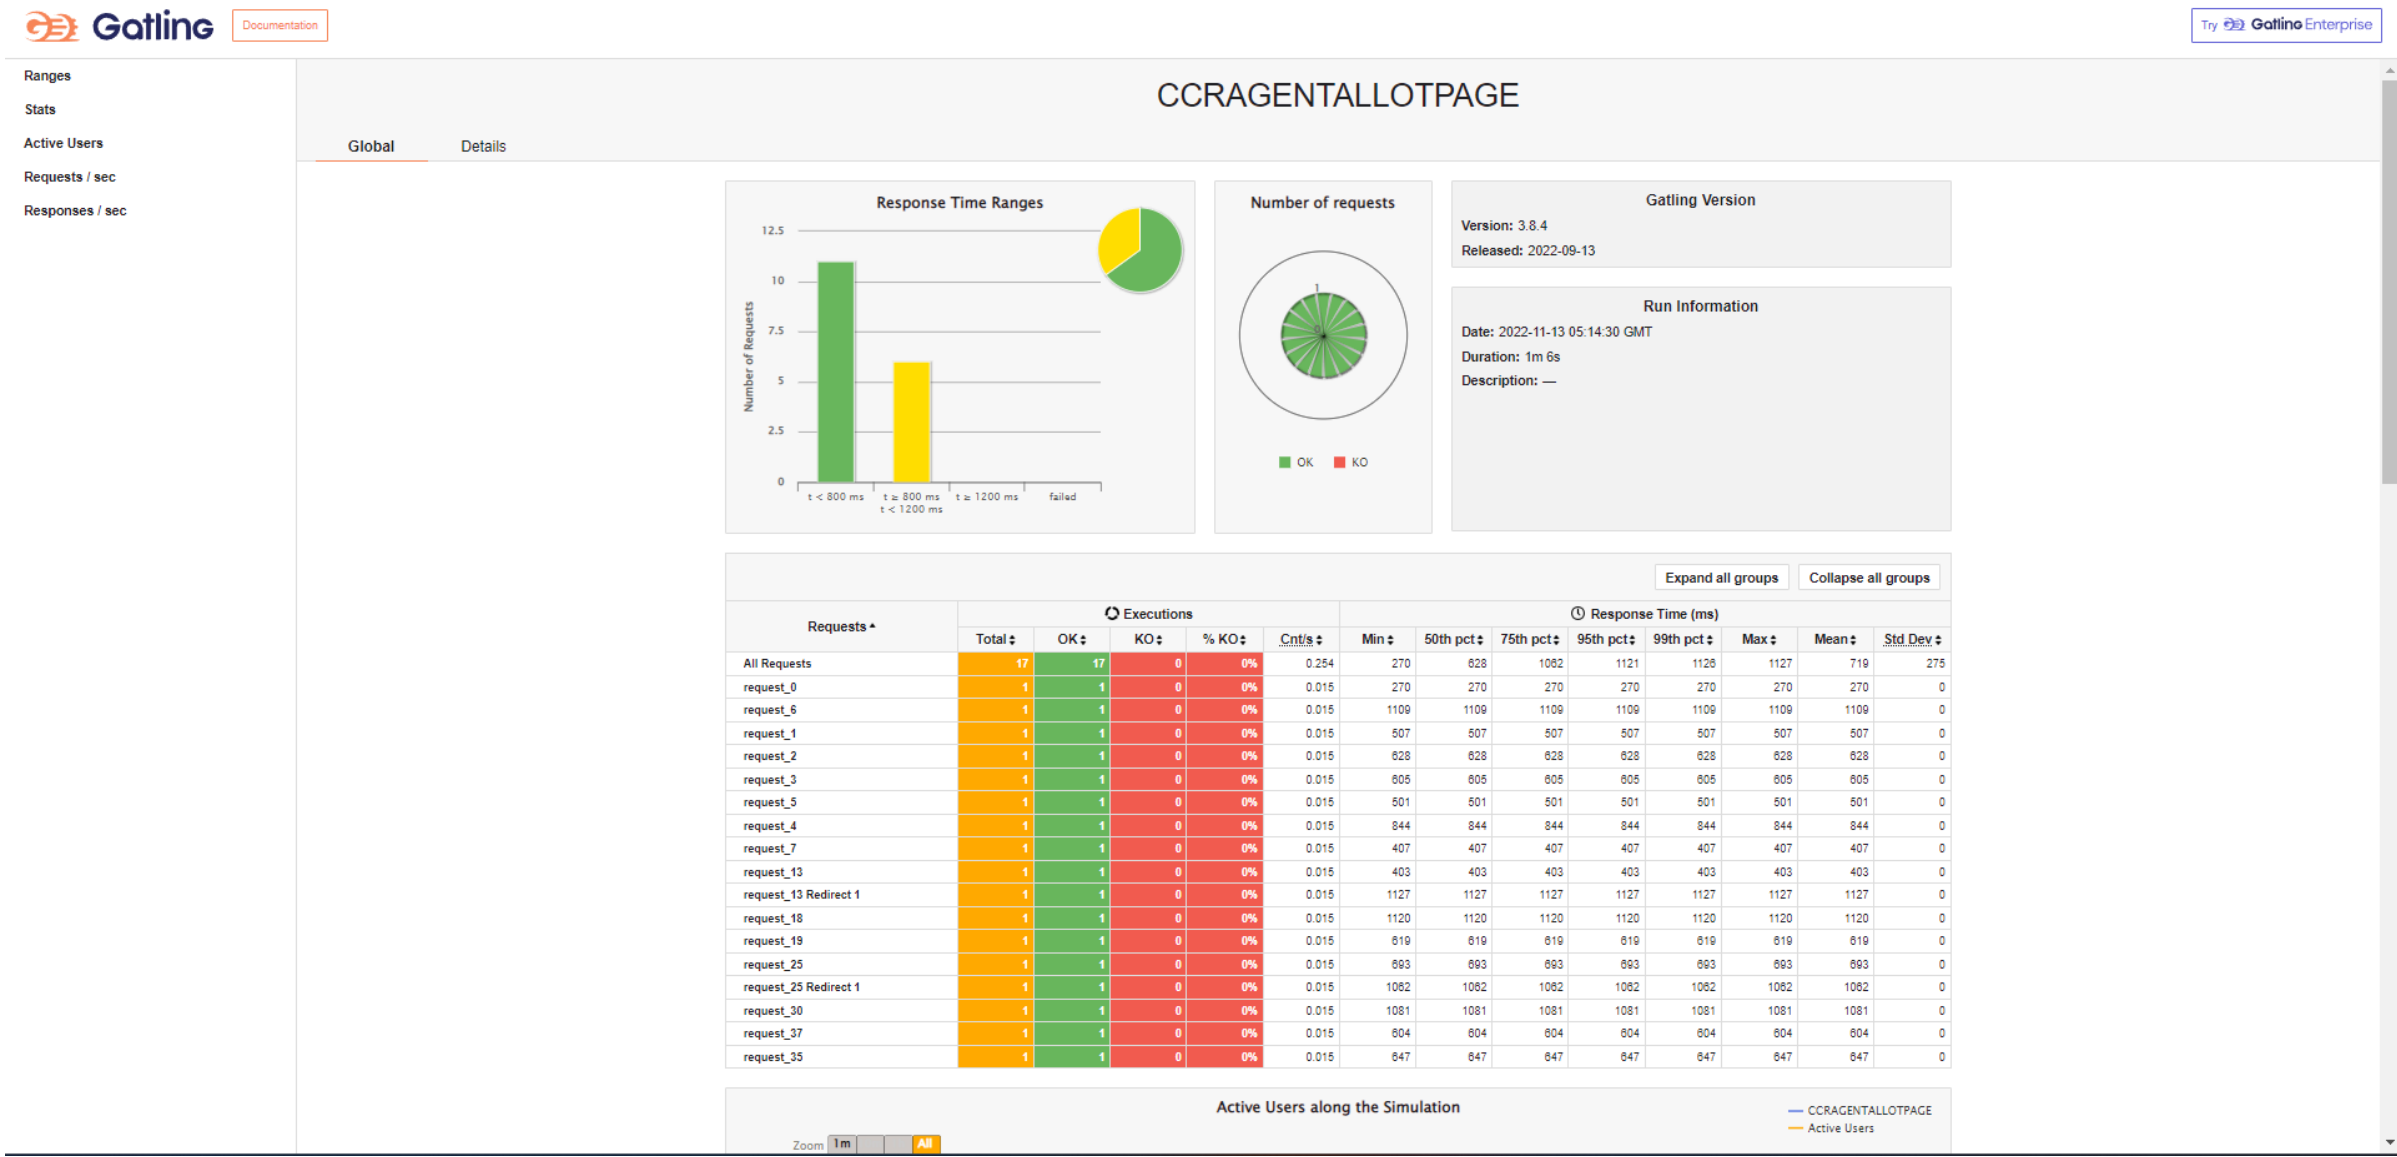 Gatling Documentation Try Gatling Enterprise
Ranges
Stats
Active Users
Requests / sec
Responses / sec
CCRAGENTALLOTPAGE
Global Details
Response Time Ranges
12.5
10
7.5
5
2.5
0
Number of Requests
t < 800 ms t ≥ 800 ms t ≥ 1200 ms failed
t < 1200 ms
Number of requests
1
0
OK KO
Gatling Version
Version: 3.8.4
Released: 2022-09-13
Run Information
Date: 2022-11-13 05:14:30 GMT
Duration: 1m 6s
Description: —
Expand all groups Collapse all groups
Requests Executions Response Time (ms)
Total OK KO % KO Cnt/s Min 50th pct 75th pct 95th pct 99th pct Max Mean Std Dev
All Requests 17 17 0 0% 0.254 270 628 1062 1121 1126 1127 719 275
request_0 1 1 0 0% 0.015 270 270 270 270 270 270 270 0
request_6 1 1 0 0% 0.015 1109 1109 1109 1109 1109 1109 1109 0
request_1 1 1 0 0% 0.015 507 507 507 507 507 507 507 0
request_2 1 1 0 0% 0.015 628 628 628 628 628 628 628 0
request_3 1 1 0 0% 0.015 605 605 605 605 605 605 605 0
request_5 1 1 0 0% 0.015 501 501 501 501 501 501 501 0
request_4 1 1 0 0% 0.015 844 844 844 844 844 844 844 0
request_7 1 1 0 0% 0.015 407 407 407 407 407 407 407 0
request_13 1 1 0 0% 0.015 403 403 403 403 403 403 403 0
request_13 Redirect 1 1 1 0 0% 0.015 1127 1127 1127 1127 1127 1127 1127 0
request_18 1 1 0 0% 0.015 1120 1120 1120 1120 1120 1120 1120 0
request_19 1 1 0 0% 0.015 619 619 619 619 619 619 619 0
request_25 1 1 0 0% 0.015 693 693 693 693 693 693 693 0
request_25 Redirect 1 1 1 0 0% 0.015 1062 1062 1062 1062 1062 1062 1062 0
request_30 1 1 0 0% 0.015 1081 1081 1081 1081 1081 1081 1081 0
request_37 1 1 0 0% 0.015 604 604 604 604 604 604 604 0
request_35 1 1 0 0% 0.015 647 647 647 647 647 647 647 0
Active Users along the Simulation
CCRAGENTALLOTPAGE
Active Users
Zoom 1m All